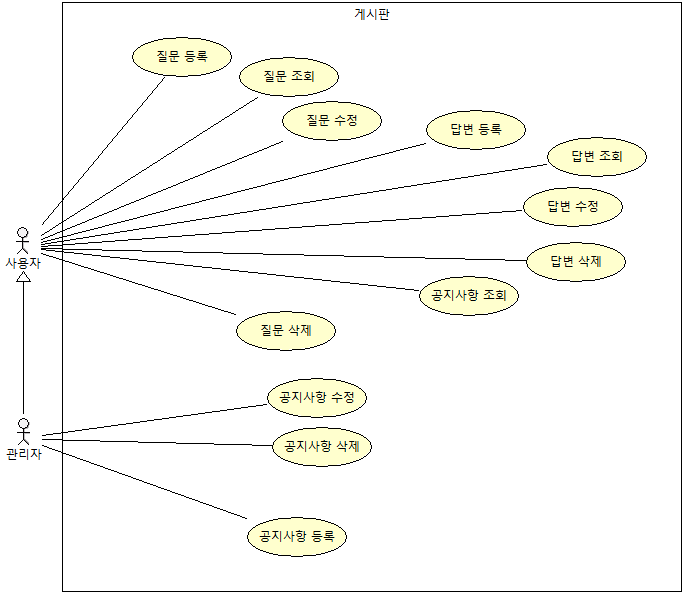 게시판
질문 등록
질문 조회
질문 수정
답변 등록
답변 조회
답변 수정
답변 삭제
사용자
공지사항 조회
질문 삭제
공지사항 수정
공지사항 삭제
관리자
공지사항 등록